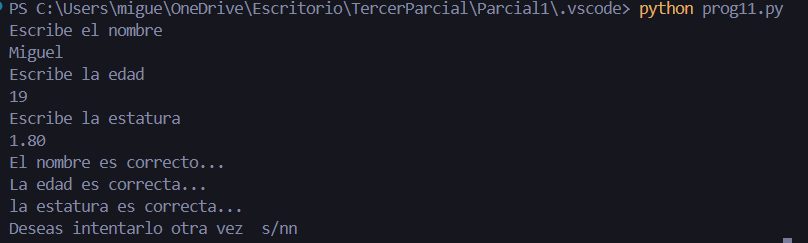 PS C:\Users\migue\OneDrive\Escritorio\TercerParcial\Parcial1\.vscode> python prog11.py
Escribe el nombre
Miguel
Escribe la edad
19
Escribe la estatura
1.80
El nombre es correcto...
La edad es correcta...
la estatura es correcta...
Deseas intentarlo otra vez  s/nn